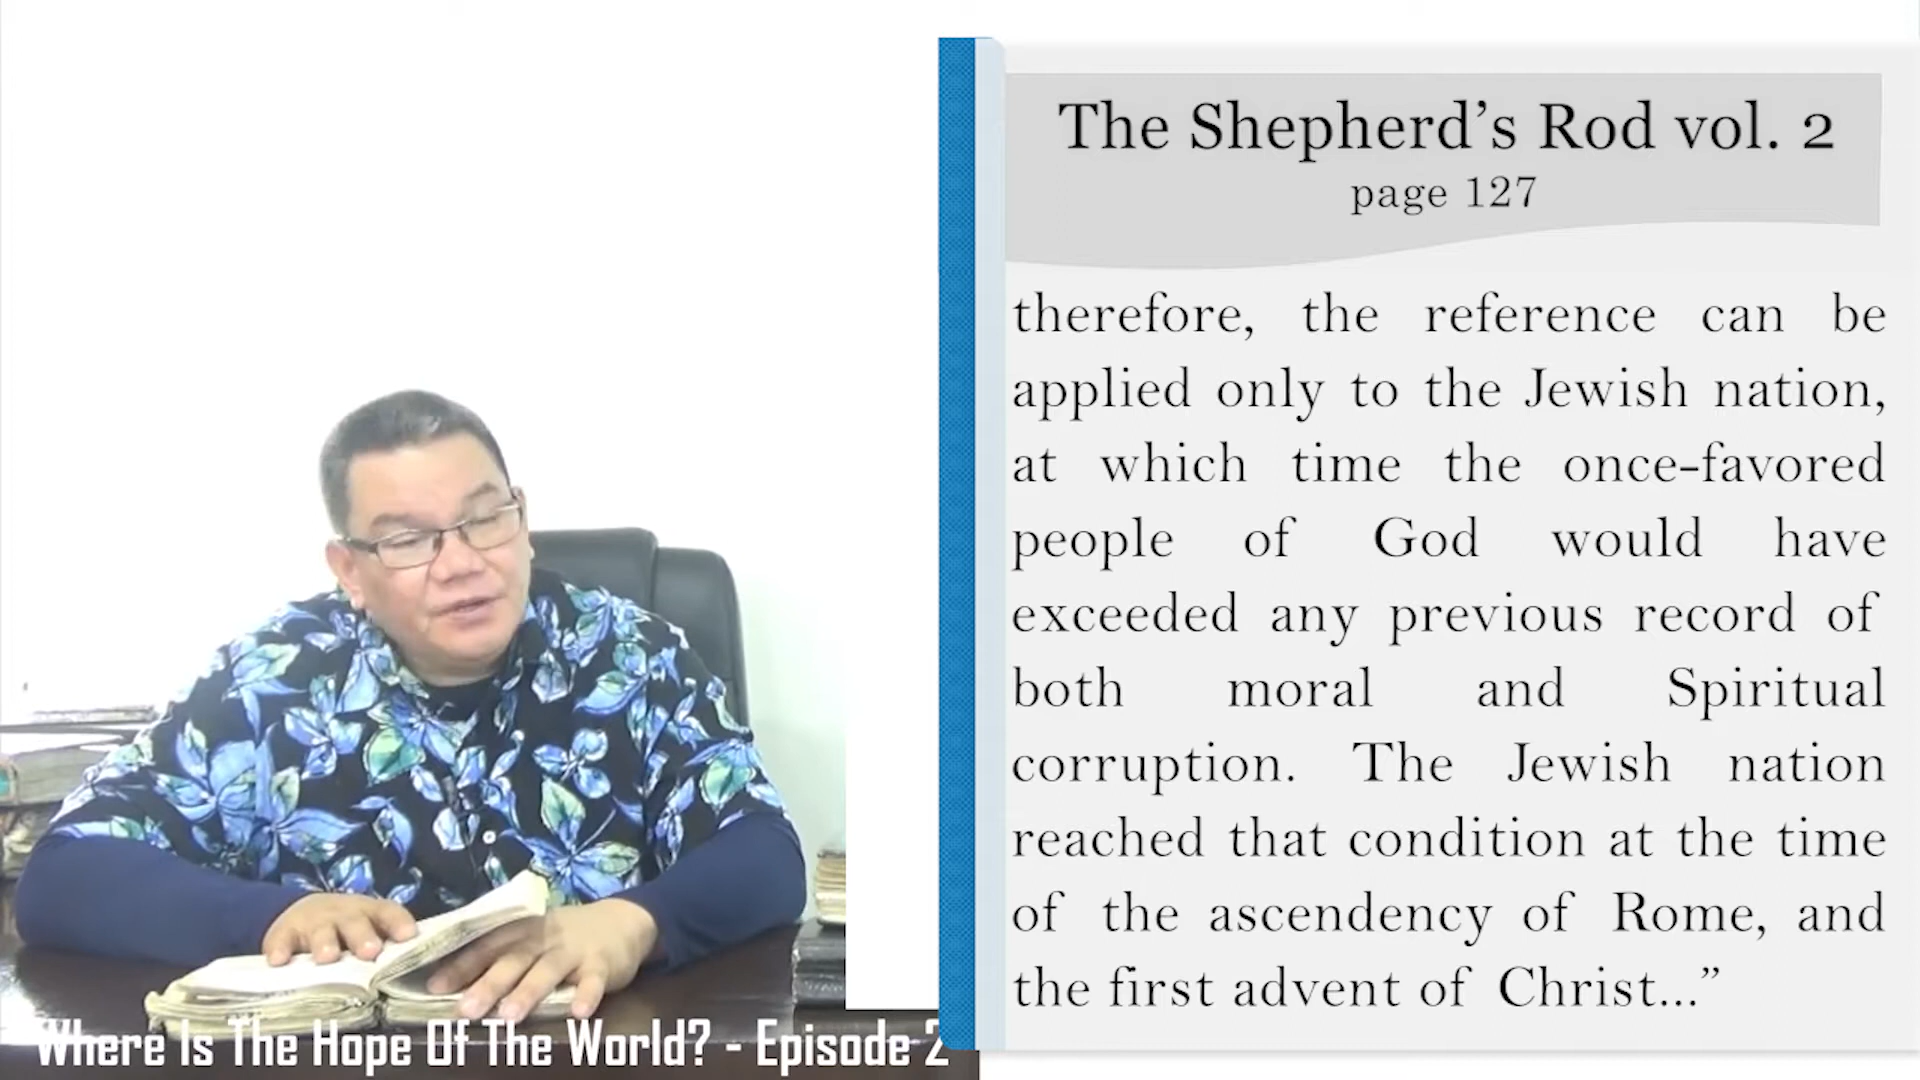 The Shepherd's Rod vol. 2
page 127
therefore, the reference can be
applied only to the Jewish nation,
at which time the once-favored
people of God would have
exceeded any previous record of
both moral and Spiritual
corruption. The Jewish nation
reached that condition at the time
of the ascendency of Rome, and
the first advent of Christ..."
Where Is The Hope Of The World? - Episode 2